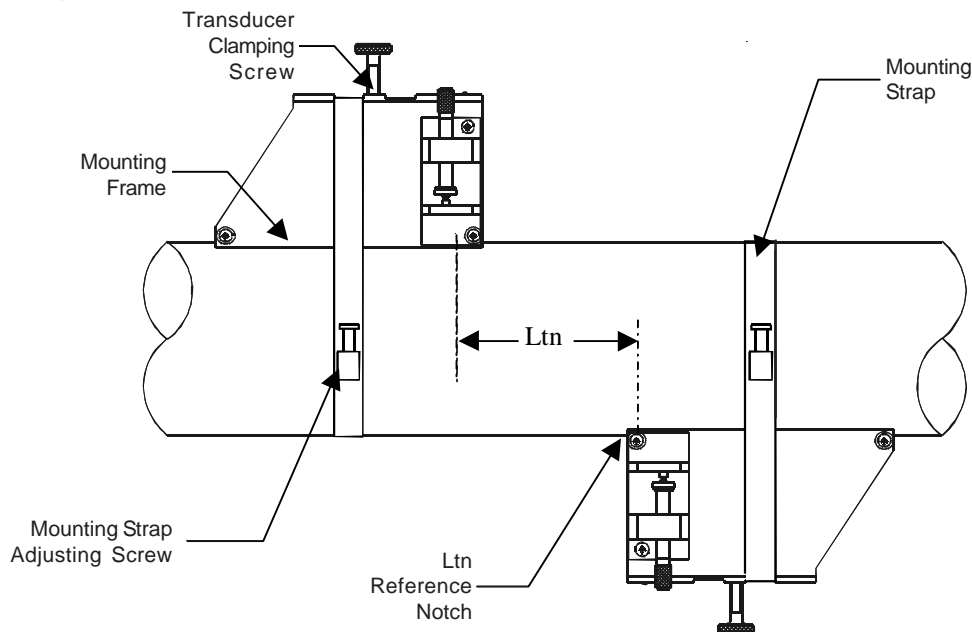 Transducer
Clamping
Screw
Mounting
Strap
Mounting
Frame
Ltn
Mounting Strap
Adjusting Screw
Ltn
Reference
Notch